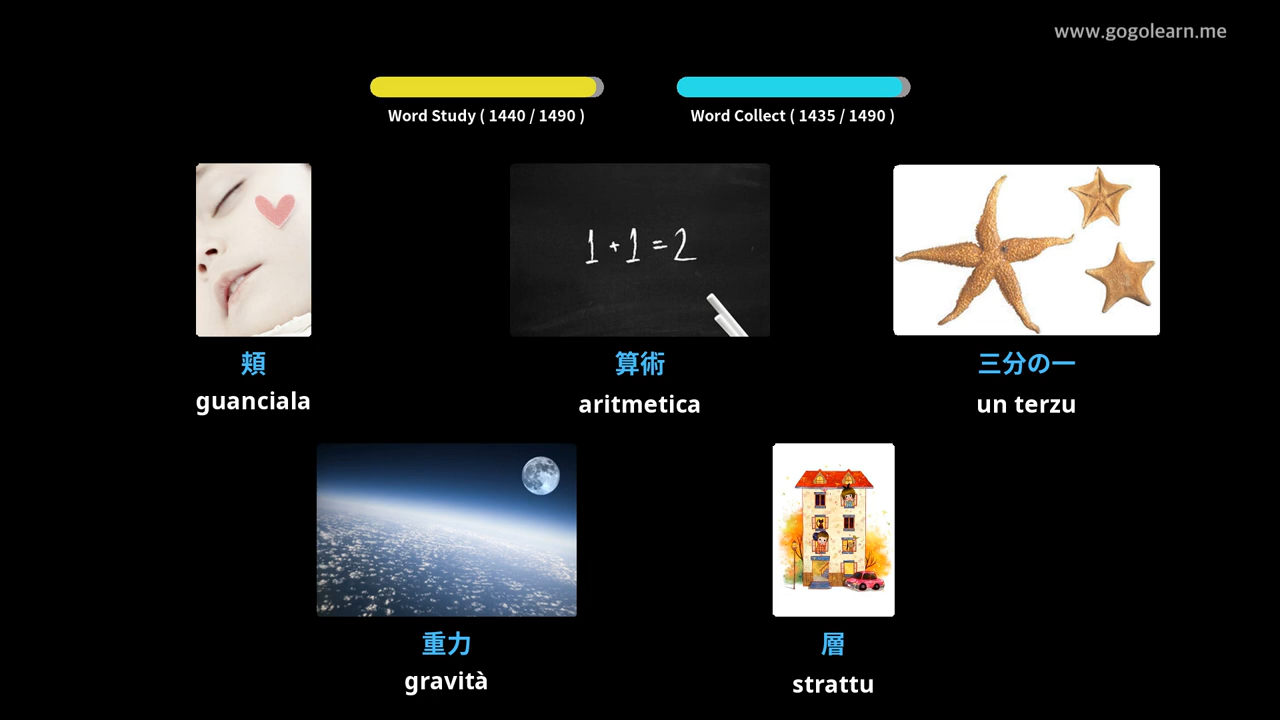 www.gogolearn.me
Word Study ( 1440 / 1490 )
Word Collect ( 1435 / 1490 )
1+1=2
頬
算術
三分の一
guanciala
aritmetica
un terzu
重力
層
gravità
strattu